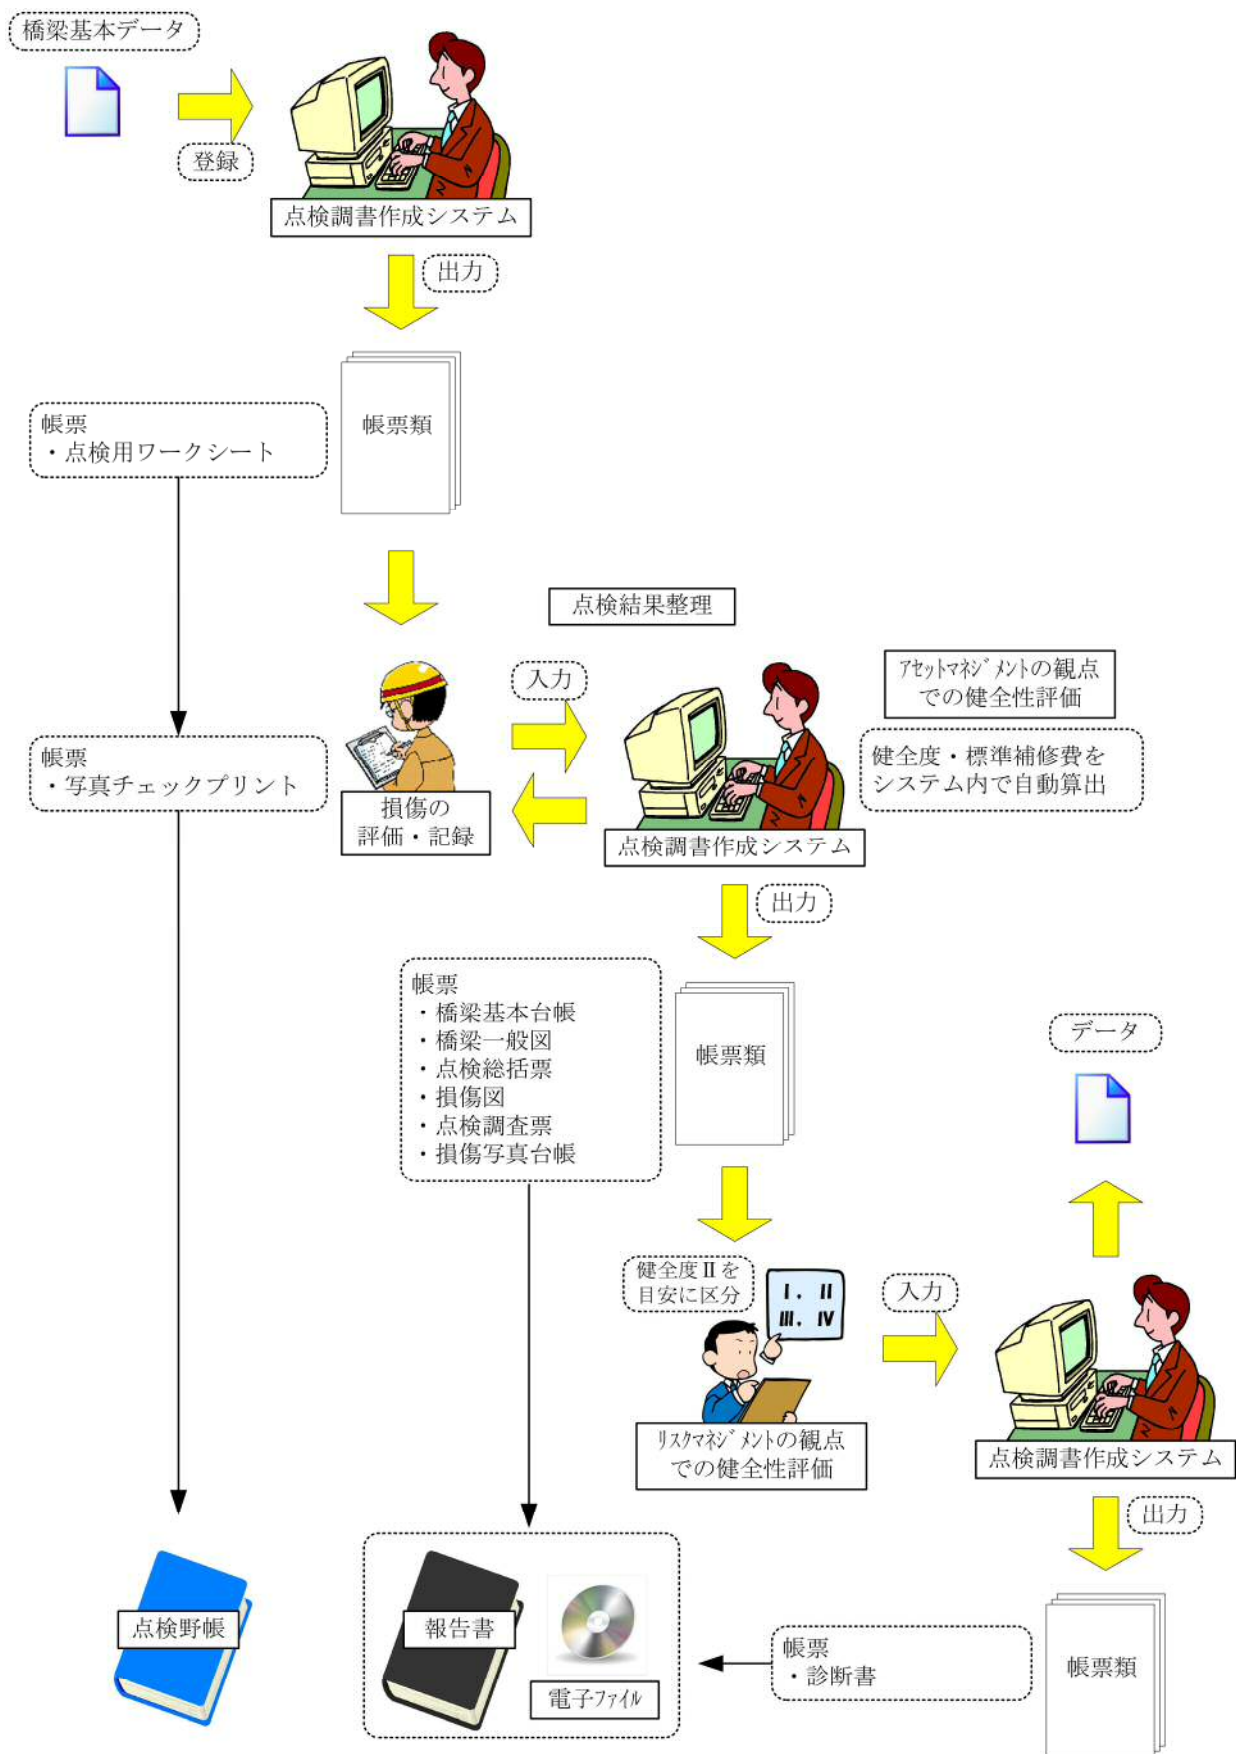 橋梁基本データ
登録
点検調書作成システム
出力
帳票類
帳票
・点検用ワークシート
点検結果整理
入力
アセットマネジメントの観点
での健全性評価
健全度・標準補修費を
システム内で自動算出
帳票
・写真チェックプリント
損傷の
評価・記録
点検調書作成システム
出力
帳票
・橋梁基本台帳
・橋梁一般図
・点検総括票
・損傷図
・点検調査票
・損傷写真台帳
帳票類
データ
健全度Ⅱを
目安に区分
I. II
III. IV
入力
リスクマネジメントの観点
での健全性評価
点検調書作成システム
出力
点検野帳
報告書
電子ファイル
帳票
・診断書
帳票類